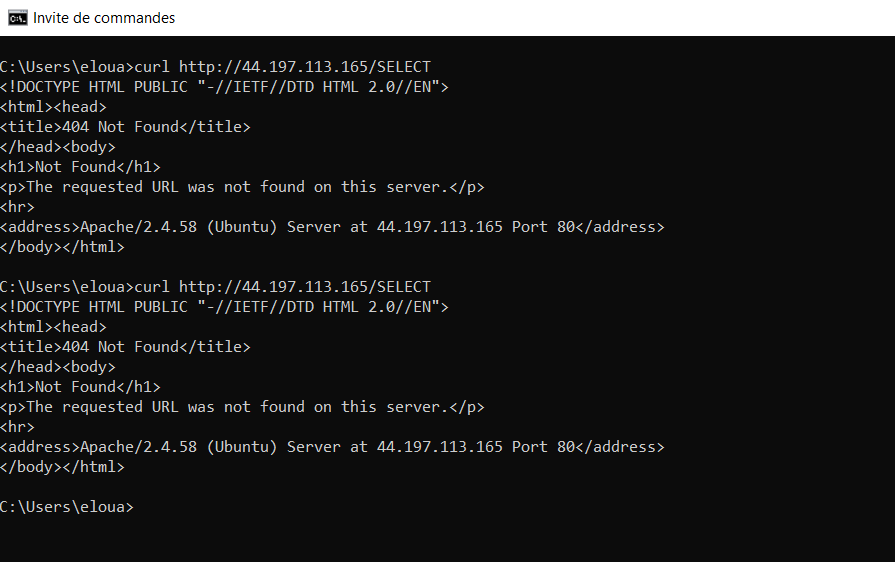 Invite de commandes
C:\Users\eloua>curl http://44.197.113.165/SELECT
<!DOCTYPE HTML PUBLIC "-//IETF//DTD HTML 2.0//EN">
<html><head>
<title>404 Not Found</title>
</head><body>
<h1>Not Found</h1>
<p>The requested URL was not found on this server.</p>
<hr>
<address>Apache/2.4.58 (Ubuntu) Server at 44.197.113.165 Port 80</address>
</body></html>
C:\Users\eloua>curl http://44.197.113.165/SELECT
<!DOCTYPE HTML PUBLIC "-//IETF//DTD HTML 2.0//EN">
<html><head>
<title>404 Not Found</title>
</head><body>
<h1>Not Found</h1>
<p>The requested URL was not found on this server.</p>
<hr>
<address>Apache/2.4.58 (Ubuntu) Server at 44.197.113.165 Port 80</address>
</body></html>
C:\Users\eloua>